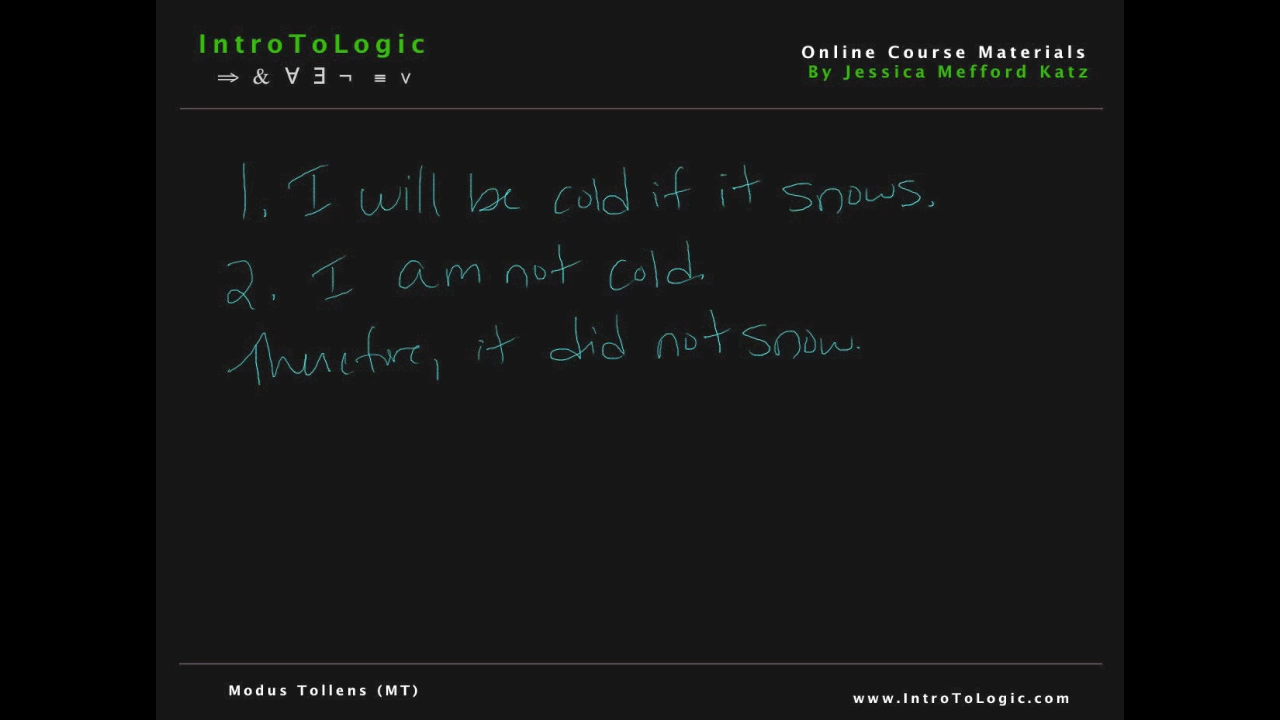 IntroToLogic
⇒ & ∀ ∃ ¬ ≡ ∨
Online Course Materials
By Jessica Mefford Katz
1. I will be cold if it snows.
2. I am not cold.
Therefore, it did not snow.
Modus Tollens (MT)
www.IntroToLogic.com